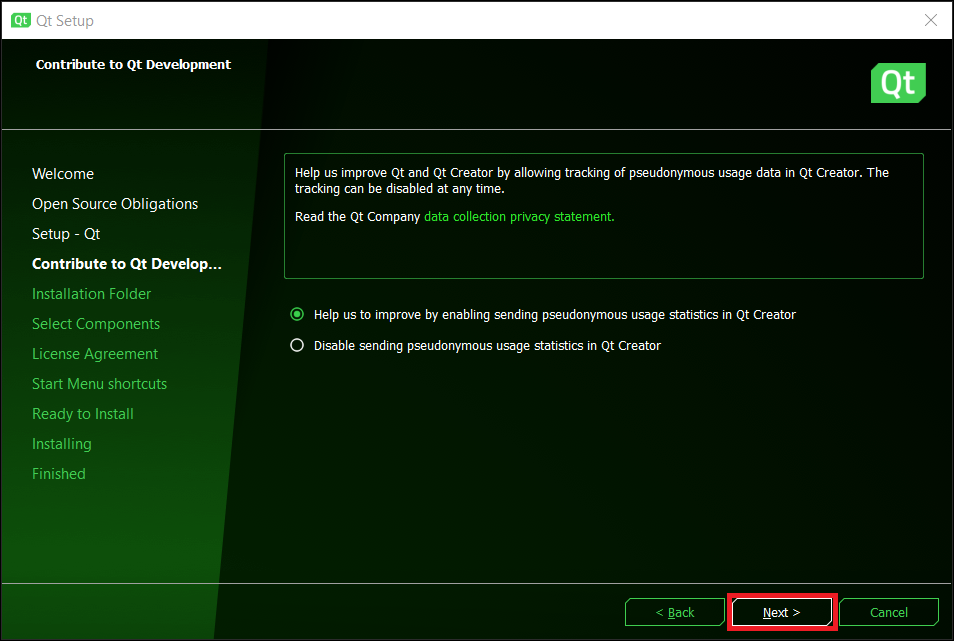 Qt Qt Setup
Contribute to Qt Development
Qt
Welcome
Open Source Obligations
Setup - Qt
Contribute to Qt Develop...
Installation Folder
Select Components
License Agreement
Start Menu shortcuts
Ready to Install
Installing
Finished
Help us improve Qt and Qt Creator by allowing tracking of pseudonymous usage data in Qt Creator. The
tracking can be disabled at any time.
Read the Qt Company data collection privacy statement.
Help us to improve by enabling sending pseudonymous usage statistics in Qt Creator
Disable sending pseudonymous usage statistics in Qt Creator
< Back
Next >
Cancel